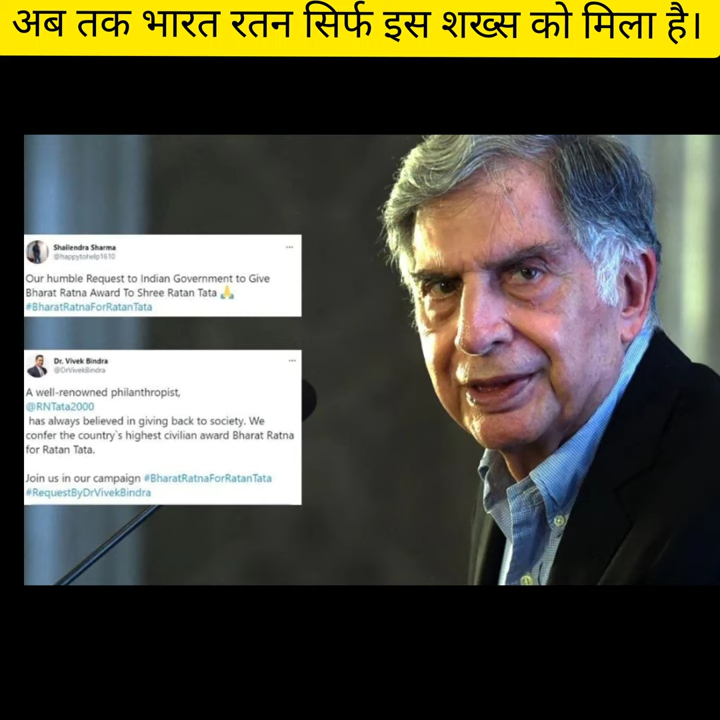 अब तक भारत रतन सिर्फ इस शख्स को मिला है।
Shailendra Sharma
@happytohelp1610
Our humble Request to Indian Government to Give
Bharat Ratna Award To Shree Ratan Tata 🙏
#BharatRatnaForRatanTata
Dr. Vivek Bindra
@DrVivekBindra
A well-renowned philanthropist,
@RNTata2000
has always believed in giving back to society. We
confer the country`s highest civilian award Bharat Ratna
for Ratan Tata.
Join us in our campaign #BharatRatnaForRatanTata
#RequestByDrVivekBindra